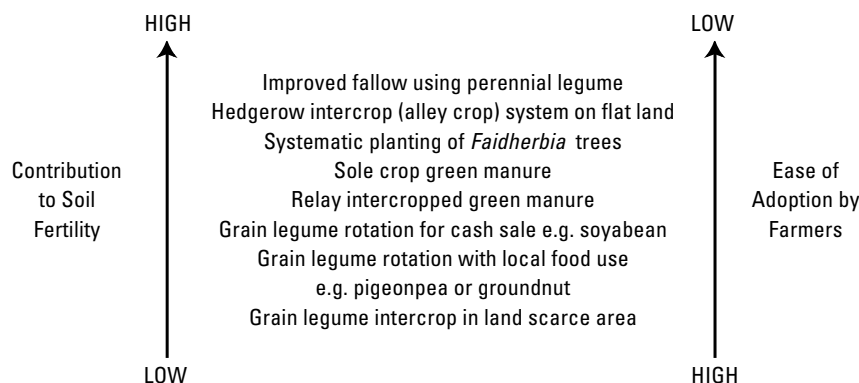 HIGH
LOW
Improved fallow using perennial legume
Hedgerow intercrop (alley crop) system on flat land
Systematic planting of Faidherbia trees
Sole crop green manure
Relay intercropped green manure
Grain legume rotation for cash sale e.g. soyabean
Grain legume rotation with local food use
e.g. pigeonpea or groundnut
Grain legume intercrop in land scarce area
Contribution
to Soil
Fertility
Ease of
Adoption by
Farmers
LOW
HIGH